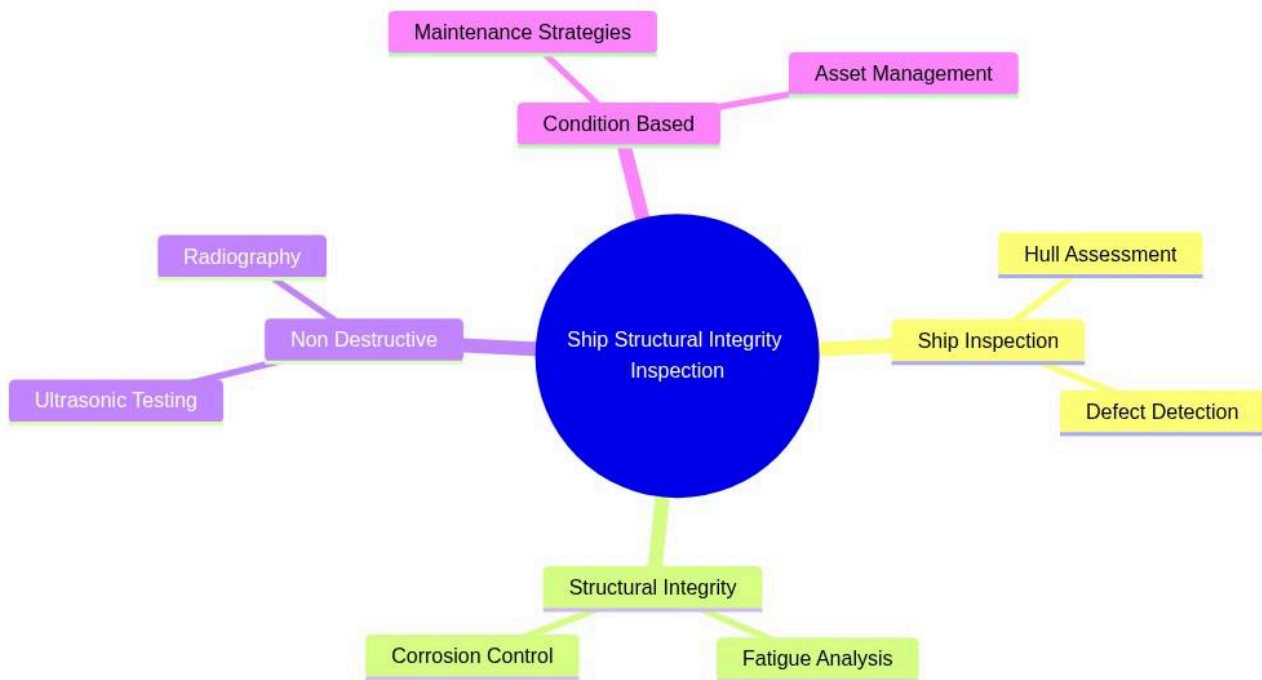 Maintenance Strategies
Asset Management
Condition Based
Radiography
Hull Assessment
Non Destructive
Ship Structural Integrity
Inspection
Ship Inspection
Ultrasonic Testing
Defect Detection
Structural Integrity
Corrosion Control
Fatigue Analysis